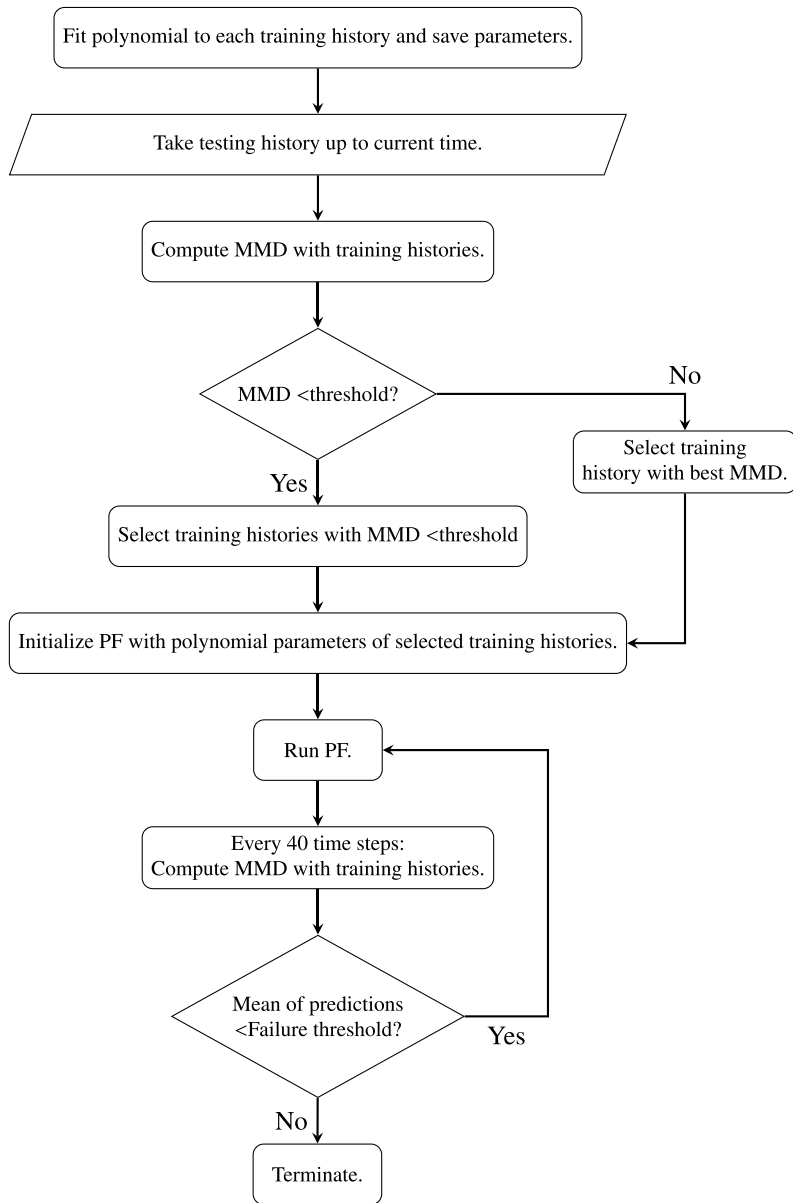 Fit polynomial to each training history and save parameters.
Take testing history up to current time.
Compute MMD with training histories.
MMD <threshold?
No
Select training
history with best MMD.
Yes
Select training histories with MMD <threshold
Initialize PF with polynomial parameters of selected training histories.
Run PF.
Every 40 time steps:
Compute MMD with training histories.
Mean of predictions
<Failure threshold?
Yes
No
Terminate.